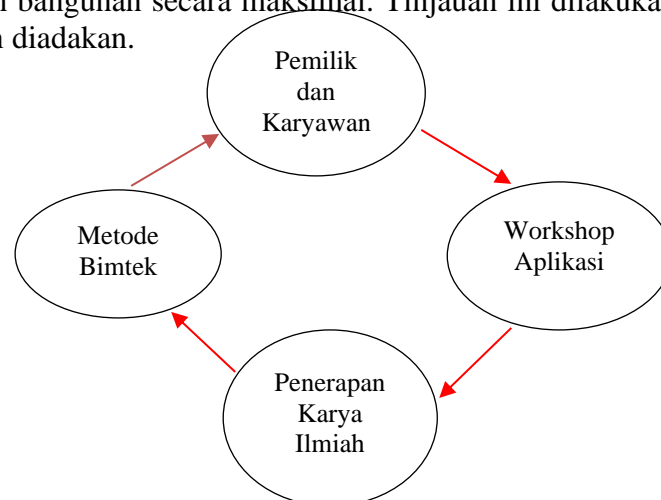 bangunan secara maksimal. Tinjauan ini dilakuka
diadakan.
Pemilik
dan
Karyawan
Workshop
Aplikasi
Metode
Bimtek
Penerapan
Karya
Ilmiah